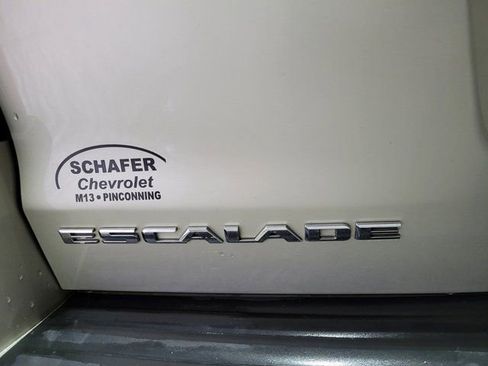 SCHAFER
Chevrolet
M13 • PINCONNING
ESCALADE